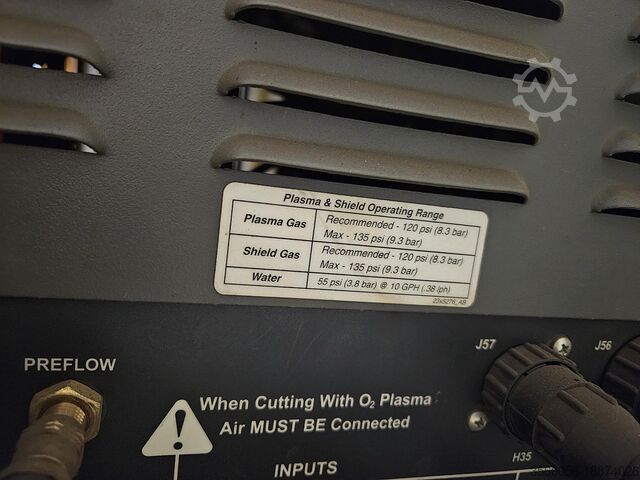 Plasma & Shield Operating Range
Plasma Gas
Recommended - 120 psi (8.3 bar)
Max - 135 psi (9.3 bar)
Shield Gas
Recommended - 120 psi (8.3 bar)
Max - 135 psi (9.3 bar)
Water
55 psi (3.8 bar) @ 10 GPH (.38 lph)
23x5276_AB
PREFLOW
J57
J56
When Cutting With O₂ Plasma
Air MUST BE Connected
H35
INPUTS